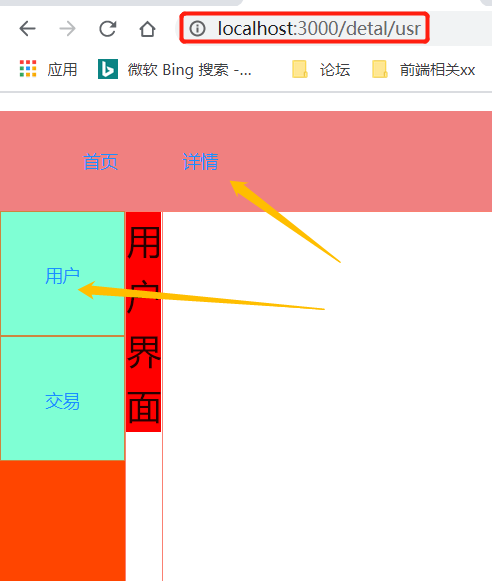 localhost:3000/detal/usr
应用 微软 Bing 搜索 -... 论坛 前端相关xx
首页 详情
用户
交易
用
户
界
面